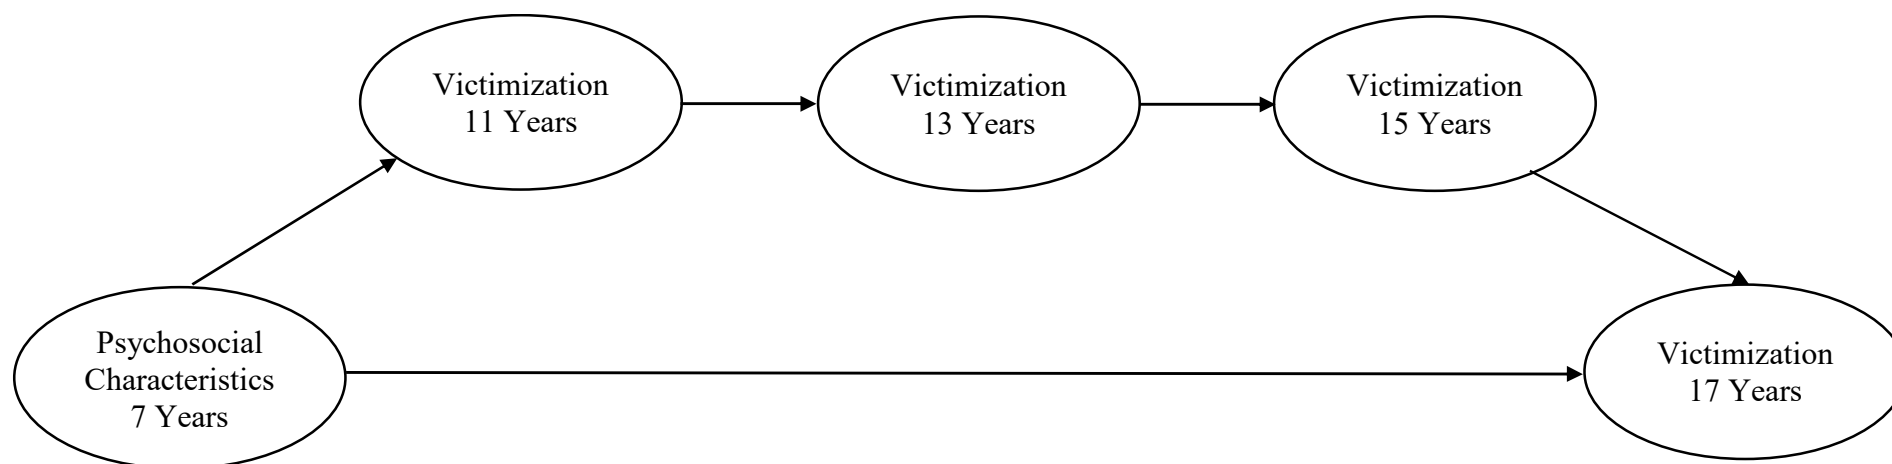 Victimization
11 Years
Victimization
13 Years
Victimization
15 Years
Psychosocial
Characteristics
7 Years
Victimization
17 Years